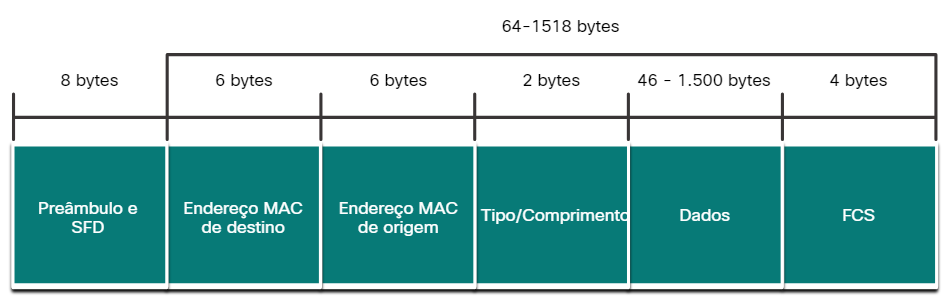 64-1518 bytes
8 bytes
6 bytes
6 bytes
2 bytes
46 - 1.500 bytes
4 bytes
Preâmbulo e
SFD
Endereço MAC
de destino
Endereço MAC
de origem
Tipo/Comprimento
Dados
FCS